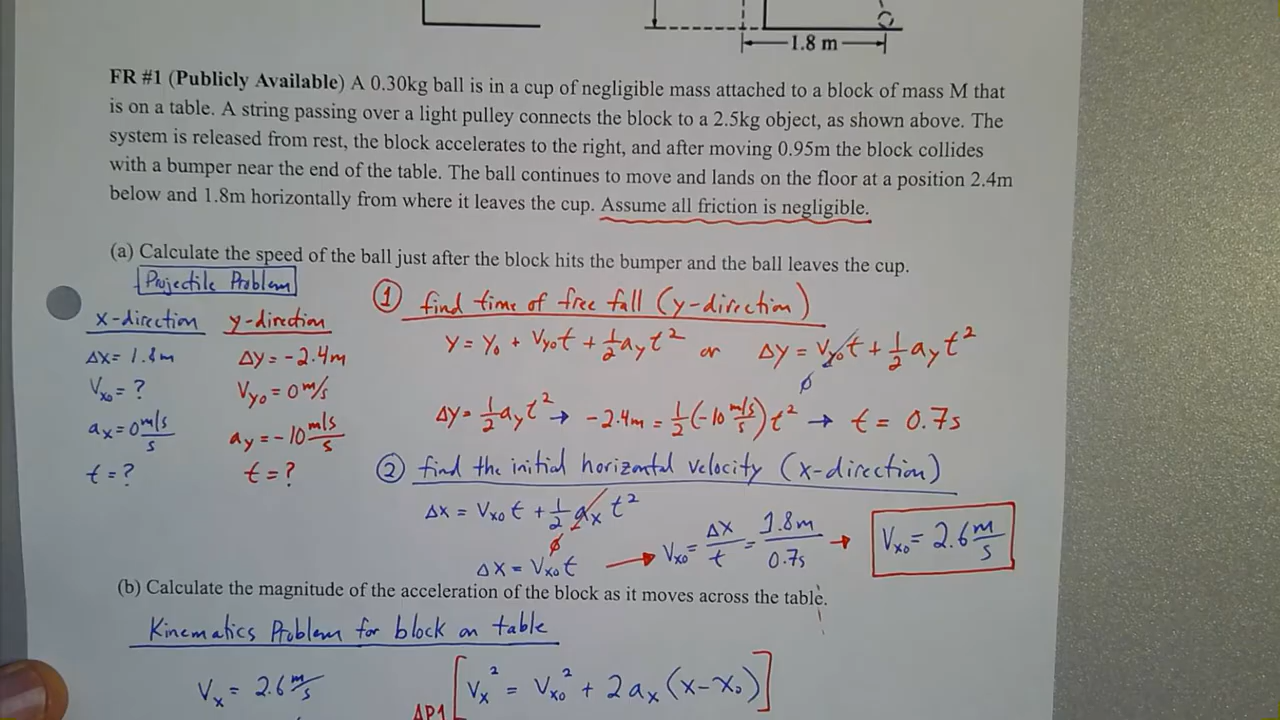 1.8 m
FR #1 (Publicly Available) A 0.30kg ball is in a cup of negligible mass attached to a block of mass M that
is on a table. A string passing over a light pulley connects the block to a 2.5kg object, as shown above. The
system is released from rest, the block accelerates to the right, and after moving 0.95m the block collides
with a bumper near the end of the table. The ball continues to move and lands on the floor at a position 2.4m
below and 1.8m horizontally from where it leaves the cup. Assume all friction is negligible.
(a) Calculate the speed of the ball just after the block hits the bumper and the ball leaves the cup.
Projectile Problem
x-direction
Δx = 1.8m
Vxo = ?
ax = 0 m/s/s
t = ?
y-direction
Δy = -2.4m
Vyo = 0 m/s
ay = -10 m/s/s
t = ?
① find time of free fall (y-direction)
y = y₀ + Vyot + ½ayt² or Δy = Vyot + ½ayt²
Ø
Δy = ½ayt² → -2.4m = ½(-10 m/s/s)t² → t = 0.7s
② find the initial horizontal velocity (x-direction)
Δx = Vxot + ½axt²
Ø
Δx = Vxot → Vxo = Δx/t = 1.8m/0.7s → Vxo = 2.6 m/s
(b) Calculate the magnitude of the acceleration of the block as it moves across the table.
Kinematics Problem for block on table
Vx = 2.6 m/s
[Vx² = Vxo² + 2ax(x-x₀)]
AP1